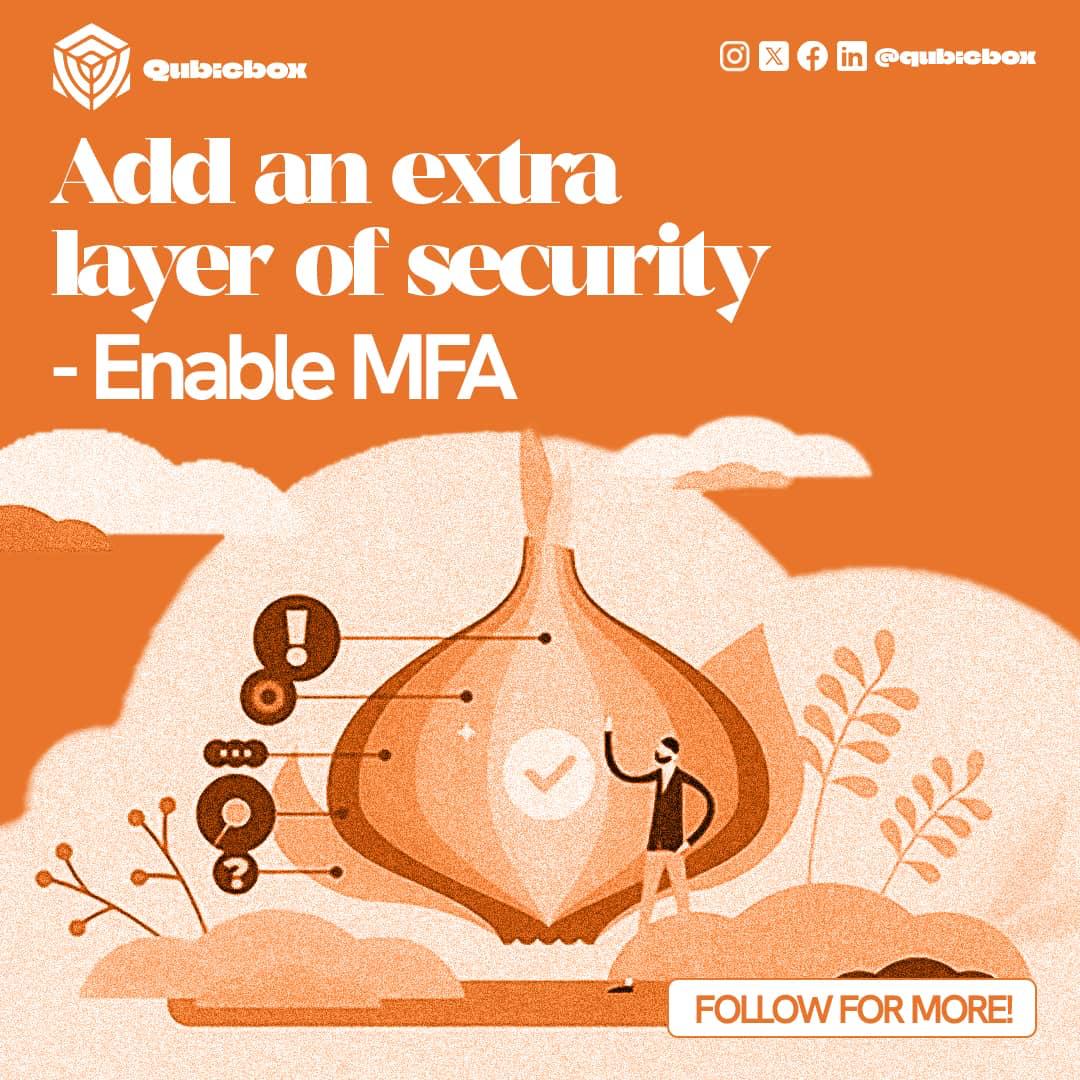 Qubicbox
@qubicbox
Add an extra
layer of security
- Enable MFA
!
?
FOLLOW FOR MORE!